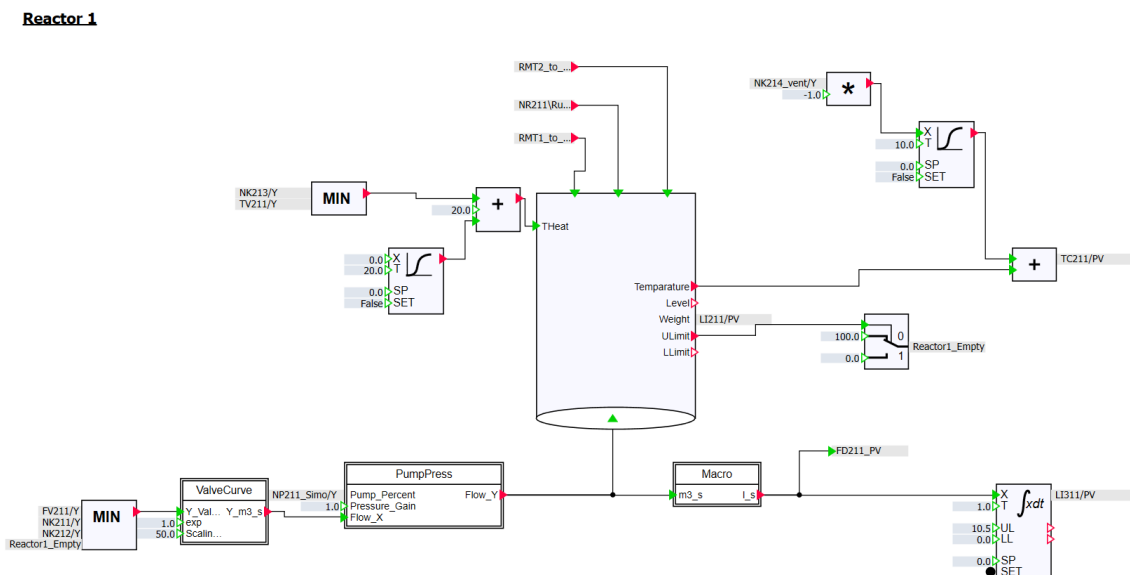 Reactor 1
RMT2_to_...
NR211\Ru...
RMT1_to_...
NK214_vent/Y
-1.0
*
X
10.0 T
0.0 SP
False SET
NK213/Y
TV211/Y
MIN
20.0
+
THeat
0.0 X
20.0 T
0.0 SP
False SET
+
TC211/PV
Temparature
Level
Weight LI211/PV
ULimit
LLimit
100.0 0
0.0 1
Reactor1_Empty
FV211/Y
NK211/Y
NK212/Y
Reactor1_Empty
MIN
ValveCurve
Y_Val... Y_m3_s
1.0 exp
50.0 Scalin...
PumpPress
NP211_Simo/Y Pump_Percent Flow_Y
1.0 Pressure_Gain
Flow_X
Macro
m3_s l_s
FD211_PV
X ∫xdt LI311/PV
1.0 T
10.5 UL
0.0 LL
0.0 SP
SET